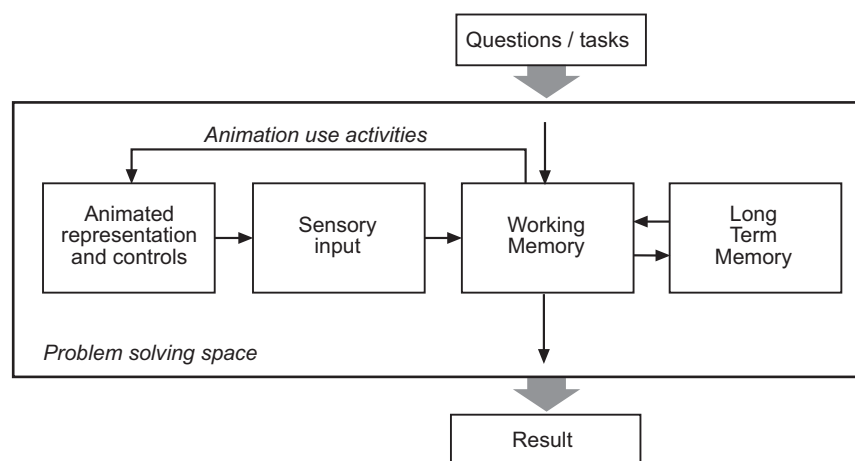 Questions / tasks
Animation use activities
Animated
representation
and controls
Sensory
input
Working
Memory
Long
Term
Memory
Problem solving space
Result